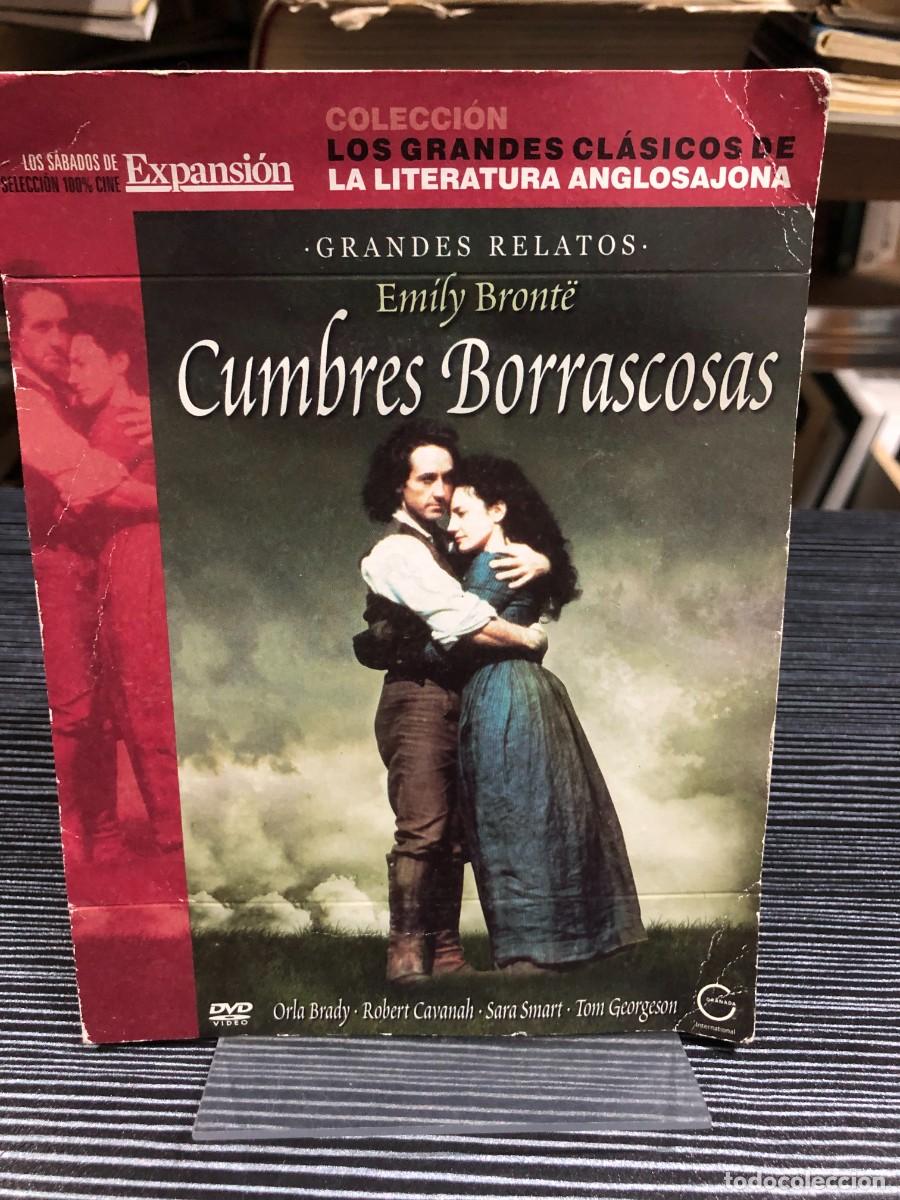 COLECCIÓN
LOS GRANDES CLÁSICOS DE
LA LITERATURA ANGLOSAJONA
LOS SÁBADOS DE
SELECCIÓN 100% CINE
Expansión
·GRANDES RELATOS·
Emily Brontë
Cumbres Borrascosas
DVD
VIDEO
Orla Brady · Robert Cavanah · Sara Smart · Tom Georgeson
GRANADA
International
todocoleccion